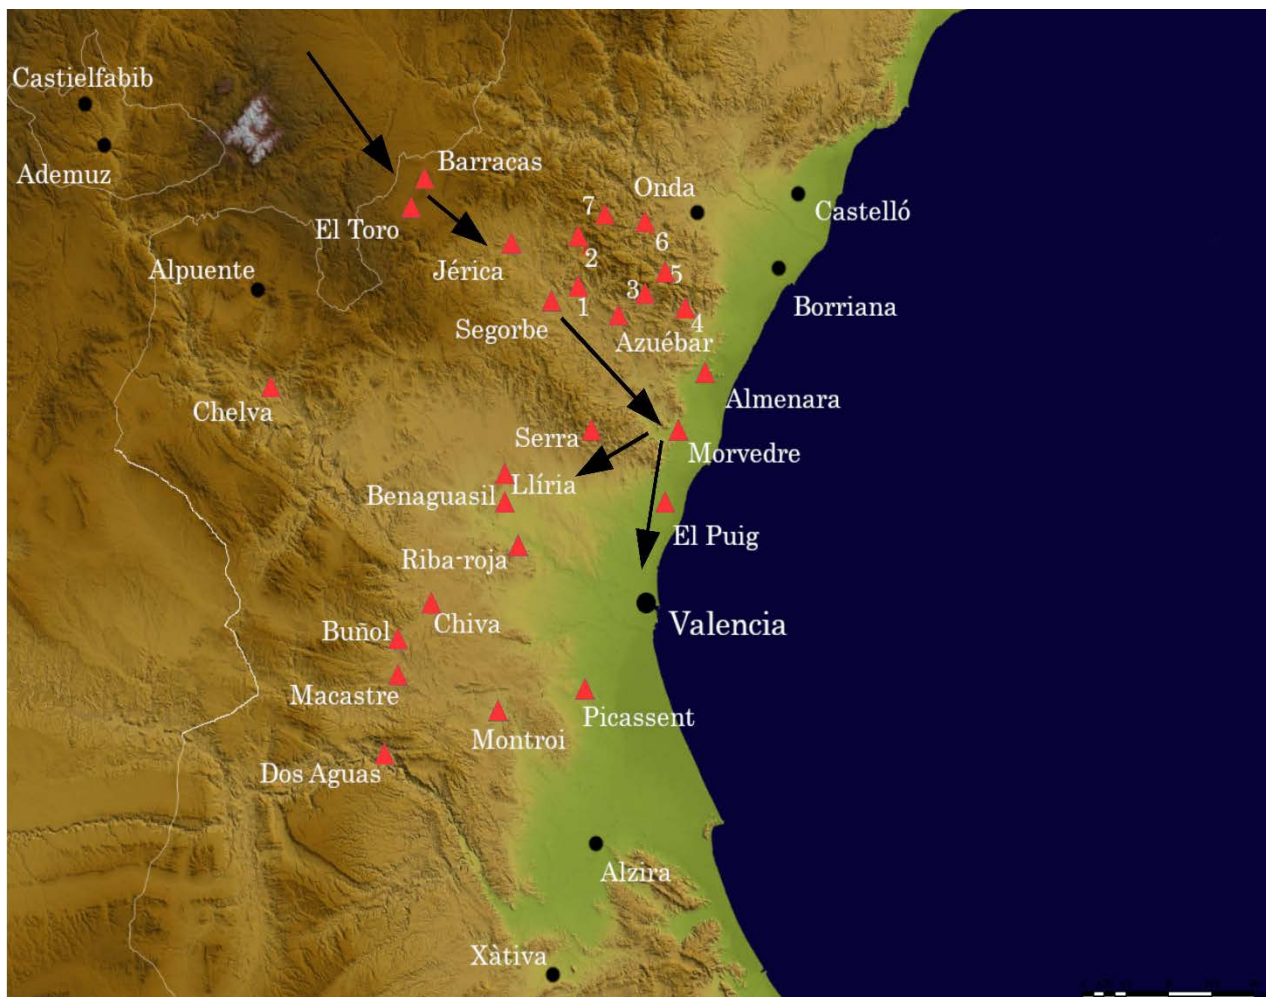 Castielfabib
Barracas
Ademuz
Onda
7
Castelló
El Toro
6
2
Jérica
Alpuente
5
3
1
Borriana
4
Segorbe
Azuébar
Almenara
Chelva
Serra
Morvedre
Llíria
Benaguasil
El Puig
Riba-roja
Chiva
Valencia
Buñol
Macastre
Picassent
Montroi
Dos Aguas
Alzira
Xàtiva